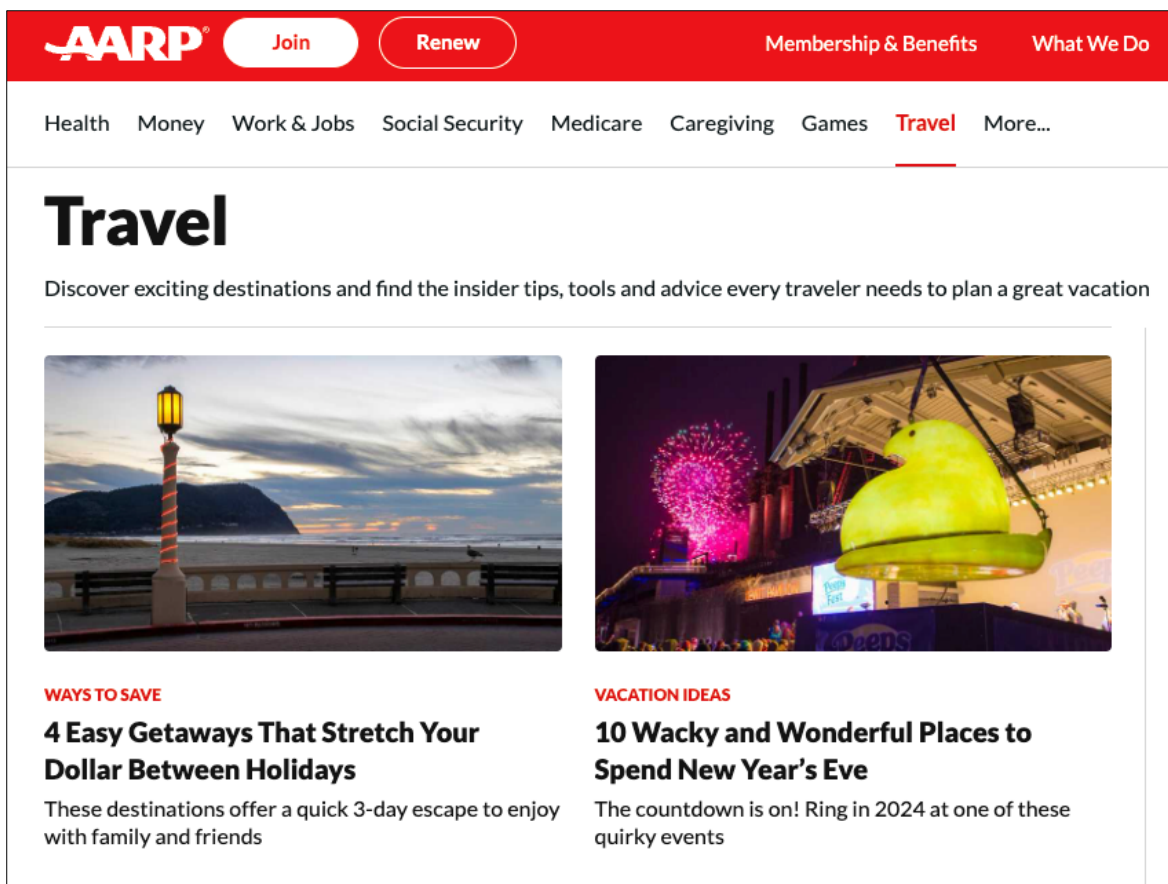 AARP®
Join
Renew
Membership & Benefits
What We Do
Health
Money
Work & Jobs
Social Security
Medicare
Caregiving
Games
Travel
More...
Travel
Discover exciting destinations and find the insider tips, tools and advice every traveler needs to plan a great vacation
Peeps
Fest
Peeps
Peeps
WAYS TO SAVE
4 Easy Getaways That Stretch Your
Dollar Between Holidays
These destinations offer a quick 3-day escape to enjoy
with family and friends
VACATION IDEAS
10 Wacky and Wonderful Places to
Spend New Year's Eve
The countdown is on! Ring in 2024 at one of these
quirky events